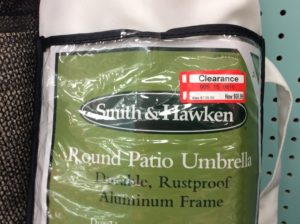 Clearance
Smith & Hawken
Round Patio Umbrella
Durable, Rustproof
Aluminum Frame